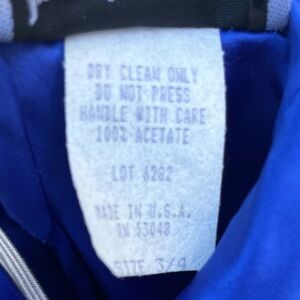 DRY CLEAN ONLY
DO NOT PRESS
HANDLE WITH CARE
100% ACETATE
LOT 6282
MADE IN U.S.A.
RN 53048
SIZE 3/4